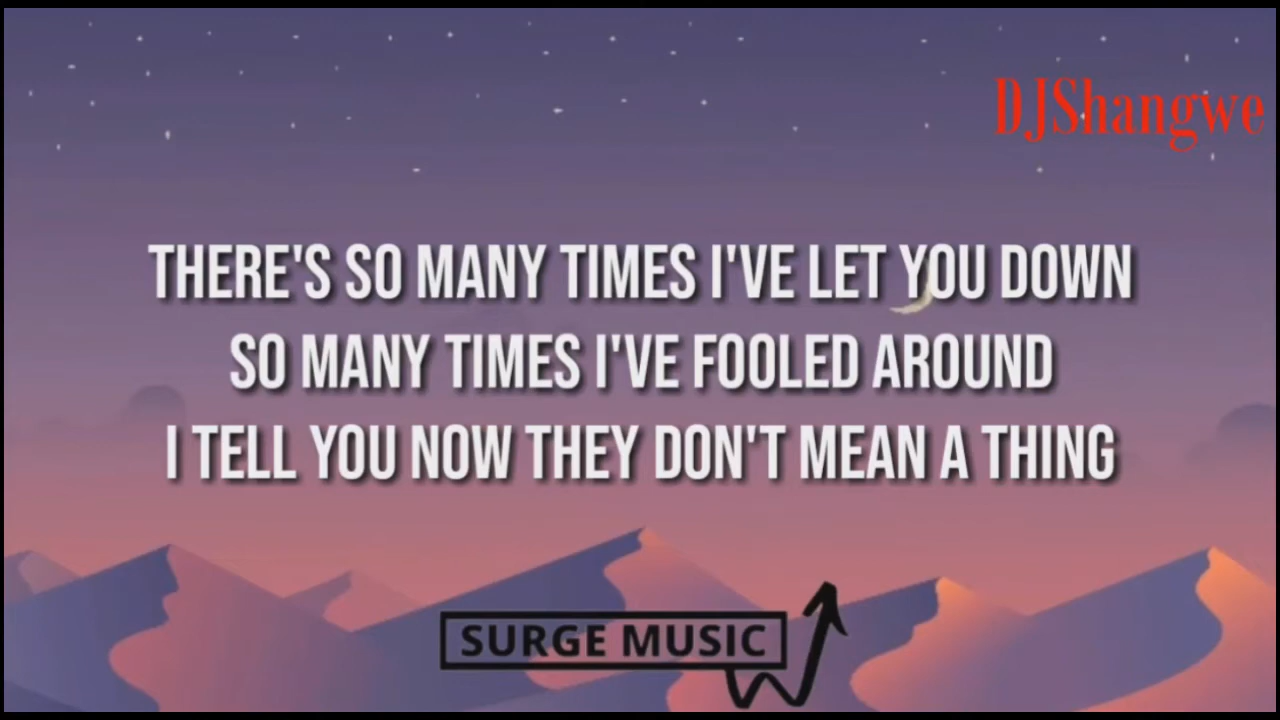 DJShangwe
THERE'S SO MANY TIMES I'VE LET YOU DOWN
SO MANY TIMES I'VE FOOLED AROUND
I TELL YOU NOW THEY DON'T MEAN A THING
SURGE MUSIC